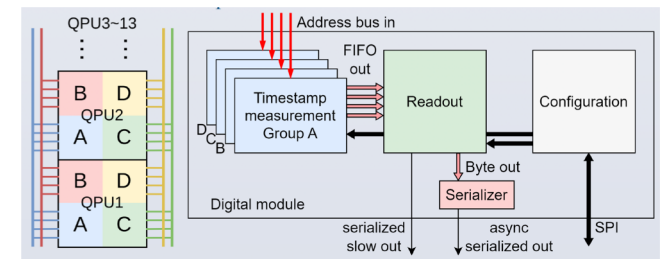 QPU3~13
B D
QPU2
A C
B D
QPU1
A C
Address bus in
FIFO
out
Timestamp
measurement
Group A
D
C
B
Readout
Configuration
Byte out
Serializer
Digital module
serialized
slow out
async
serialized out
SPI